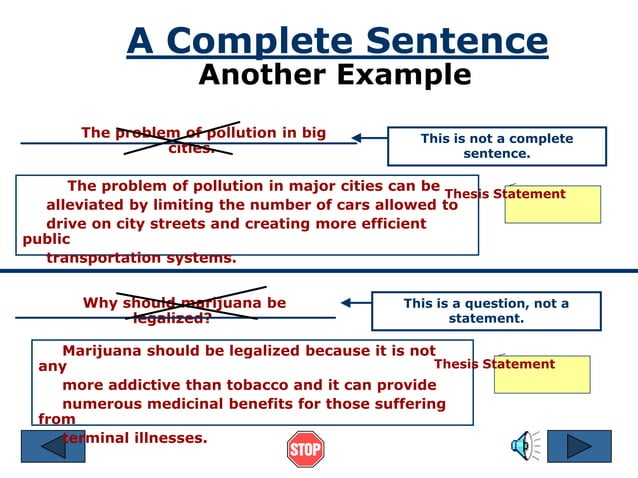 A Complete Sentence
Another Example
The problem of pollution in big
cities.
This is not a complete
sentence.
The problem of pollution in major cities can be
alleviated by limiting the number of cars allowed to
drive on city streets and creating more efficient
public
transportation systems.
Thesis Statement
Why should marijuana be
legalized?
This is a question, not a
statement.
Marijuana should be legalized because it is not
any
more addictive than tobacco and it can provide
numerous medicinal benefits for those suffering
from
terminal illnesses.
Thesis Statement
STOP